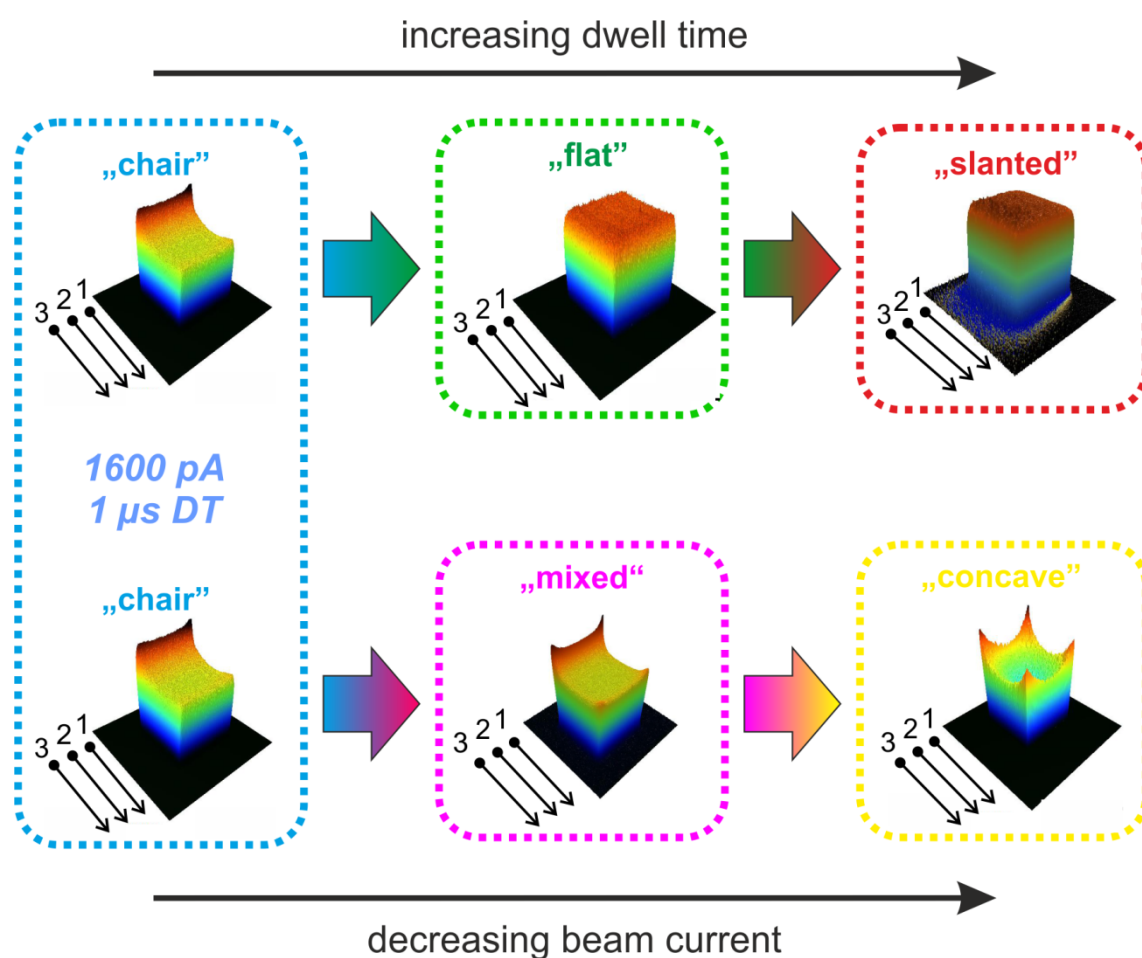 increasing dwell time
„chair”
„flat”
„slanted”
3 2 1
3 2 1
3 2 1
1600 pA
1 µs DT
„chair”
„mixed“
„concave”
3 2 1
3 2 1
3 2 1
decreasing beam current